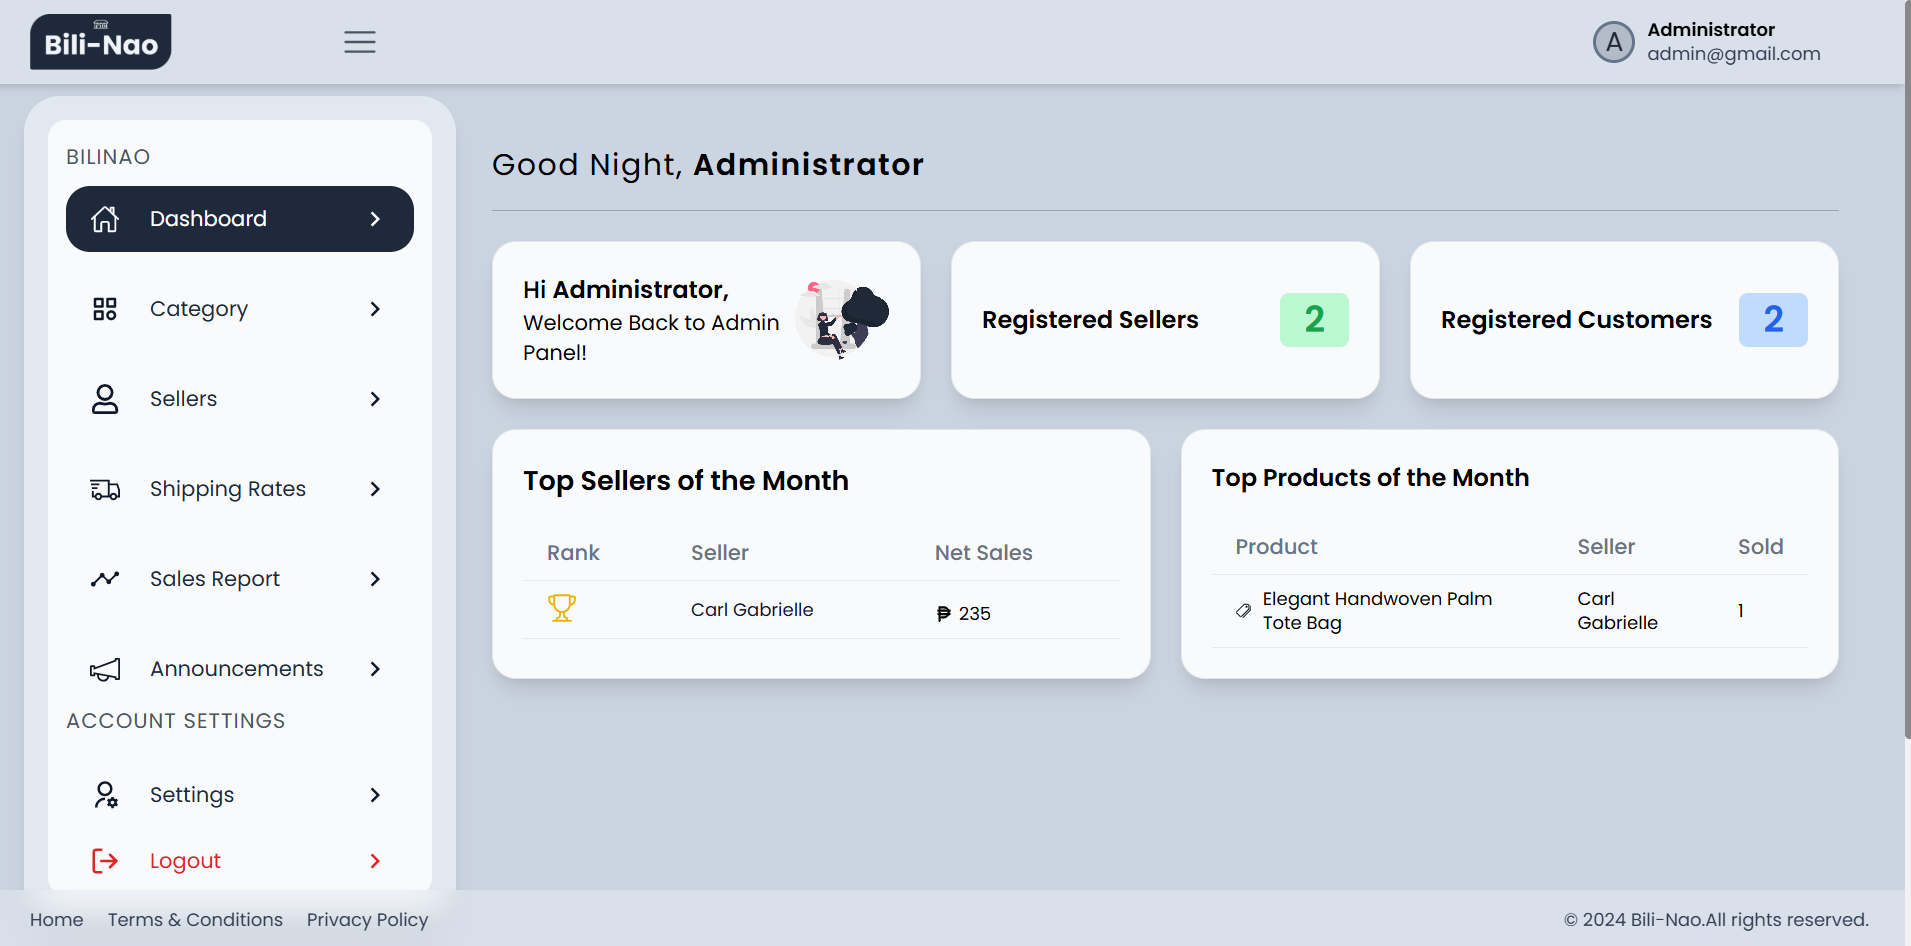 Bili-Nao
A
Administrator
admin@gmail.com
BILINAO
Dashboard
Category
Sellers
Shipping Rates
Sales Report
Announcements
ACCOUNT SETTINGS
Settings
Logout
Good Night, Administrator
Hi Administrator,
Welcome Back to Admin
Panel!
Registered Sellers 2
Registered Customers 2
Top Sellers of the Month
Rank Seller Net Sales
Carl Gabrielle ₱ 235
Top Products of the Month
Product Seller Sold
Elegant Handwoven Palm Carl
Tote Bag Gabrielle 1
Home Terms & Conditions Privacy Policy
© 2024 Bili-Nao.All rights reserved.